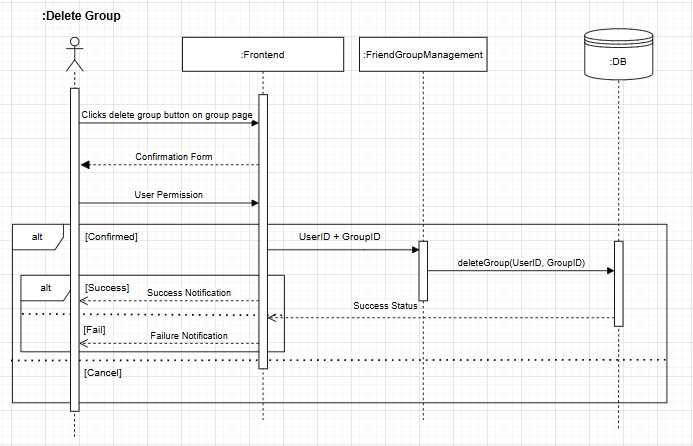 :Delete Group
:Frontend
:FriendGroupManagement
:DB
Clicks delete group button on group page
Confirmation Form
User Permission
alt
[Confirmed]
UserID + GroupID
deleteGroup(UserID, GroupID)
alt
[Success]
Success Notification
Success Status
[Fail]
Failure Notification
[Cancel]